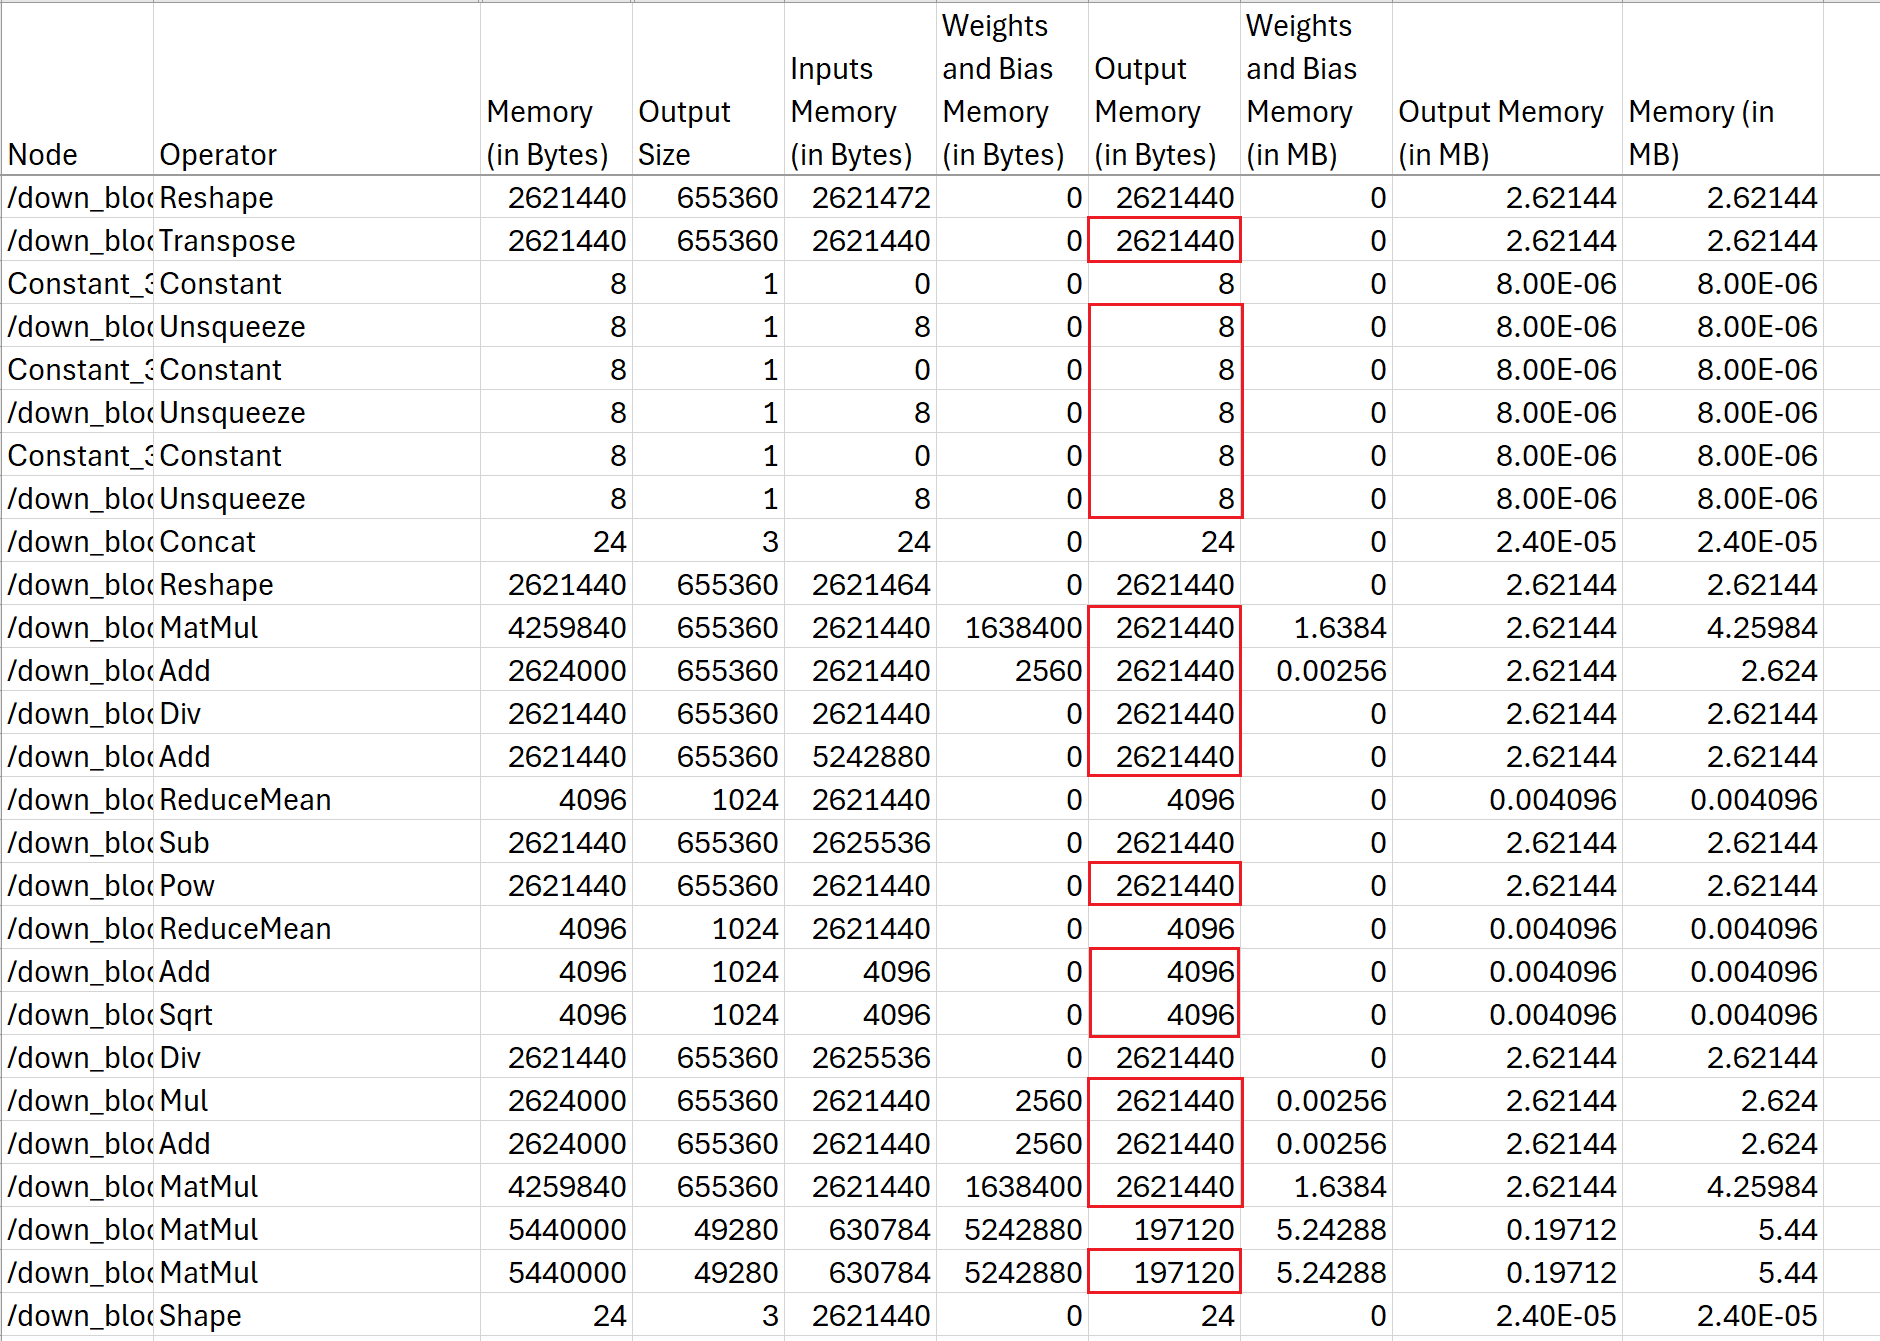 Node Operator Memory (in Bytes) Output Size Inputs Memory (in Bytes) Weights and Bias Memory (in Bytes) Output Memory (in Bytes) Weights and Bias Memory (in MB) Output Memory (in MB) Memory (in MB)
/down_bloc Reshape 2621440 655360 2621472 0 2621440 0 2.62144 2.62144
/down_bloc Transpose 2621440 655360 2621440 0 2621440 0 2.62144 2.62144
Constant_3 Constant 8 1 0 0 8 0 8.00E-06 8.00E-06
/down_bloc Unsqueeze 8 1 8 0 8 0 8.00E-06 8.00E-06
Constant_3 Constant 8 1 0 0 8 0 8.00E-06 8.00E-06
/down_bloc Unsqueeze 8 1 8 0 8 0 8.00E-06 8.00E-06
Constant_3 Constant 8 1 0 0 8 0 8.00E-06 8.00E-06
/down_bloc Unsqueeze 8 1 8 0 8 0 8.00E-06 8.00E-06
/down_bloc Concat 24 3 24 0 24 0 2.40E-05 2.40E-05
/down_bloc Reshape 2621440 655360 2621464 0 2621440 0 2.62144 2.62144
/down_bloc MatMul 4259840 655360 2621440 1638400 2621440 1.6384 2.62144 4.25984
/down_bloc Add 2624000 655360 2621440 2560 2621440 0.00256 2.62144 2.624
/down_bloc Div 2621440 655360 2621440 0 2621440 0 2.62144 2.62144
/down_bloc Add 2621440 655360 5242880 0 2621440 0 2.62144 2.62144
/down_bloc ReduceMean 4096 1024 2621440 0 4096 0 0.004096 0.004096
/down_bloc Sub 2621440 655360 2625536 0 2621440 0 2.62144 2.62144
/down_bloc Pow 2621440 655360 2621440 0 2621440 0 2.62144 2.62144
/down_bloc ReduceMean 4096 1024 2621440 0 4096 0 0.004096 0.004096
/down_bloc Add 4096 1024 4096 0 4096 0 0.004096 0.004096
/down_bloc Sqrt 4096 1024 4096 0 4096 0 0.004096 0.004096
/down_bloc Div 2621440 655360 2625536 0 2621440 0 2.62144 2.62144
/down_bloc Mul 2624000 655360 2621440 2560 2621440 0.00256 2.62144 2.624
/down_bloc Add 2624000 655360 2621440 2560 2621440 0.00256 2.62144 2.624
/down_bloc MatMul 4259840 655360 2621440 1638400 2621440 1.6384 2.62144 4.25984
/down_bloc MatMul 5440000 49280 630784 5242880 197120 5.24288 0.19712 5.44
/down_bloc MatMul 5440000 49280 630784 5242880 197120 5.24288 0.19712 5.44
/down_bloc Shape 24 3 2621440 0 24 0 2.40E-05 2.40E-05